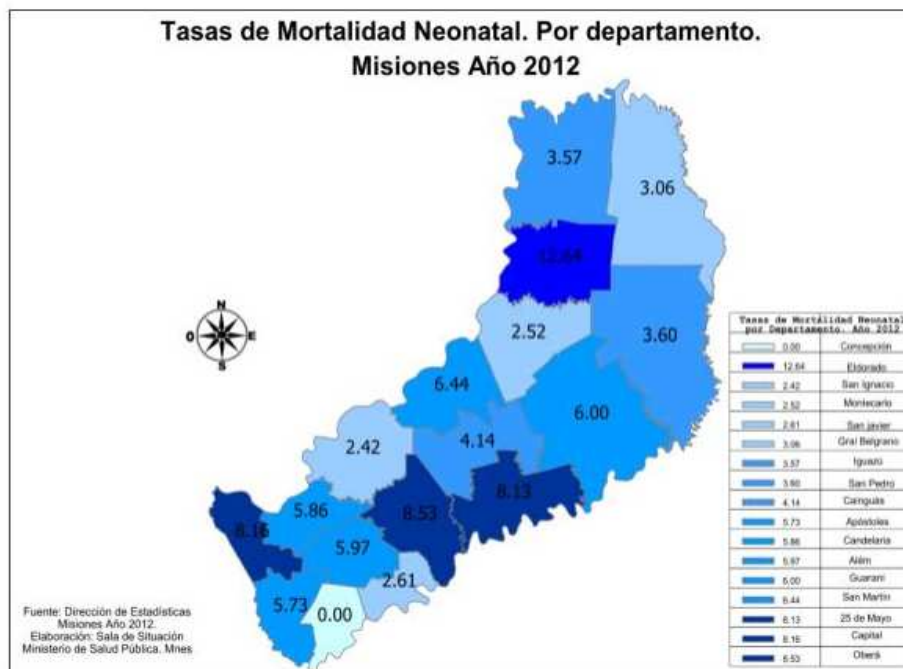 Tasas de Mortalidad Neonatal. Por departamento.
Misiones Año 2012
3.57
3.06
12.64
2.52
3.60
6.44
6.00
4.14
2.42
8.13
8.53
5.86
8.16
5.97
2.61
5.73
0.00
N
O
E
S
Tasas de Mortálidad Neonatal
por Departamento. Año 2012
0.00 Concepción
12.64 Eldorado
2.42 San Ignacio
2.52 Montecarlo
2.61 San javier
3.06 Gral Belgrano
3.57 Iguazú
3.60 San Pedro
4.14 Cainguás
5.73 Apóstoles
5.86 Candelaria
5.97 Além
6.00 Guaraní
6.44 San Martín
8.13 25 de Mayo
8.16 Capital
8.53 Oberá
Fuente: Dirección de Estadísticas
Misiones Año 2012.
Elaboración: Sala de Situación
Ministerio de Salud Pública. Mnes